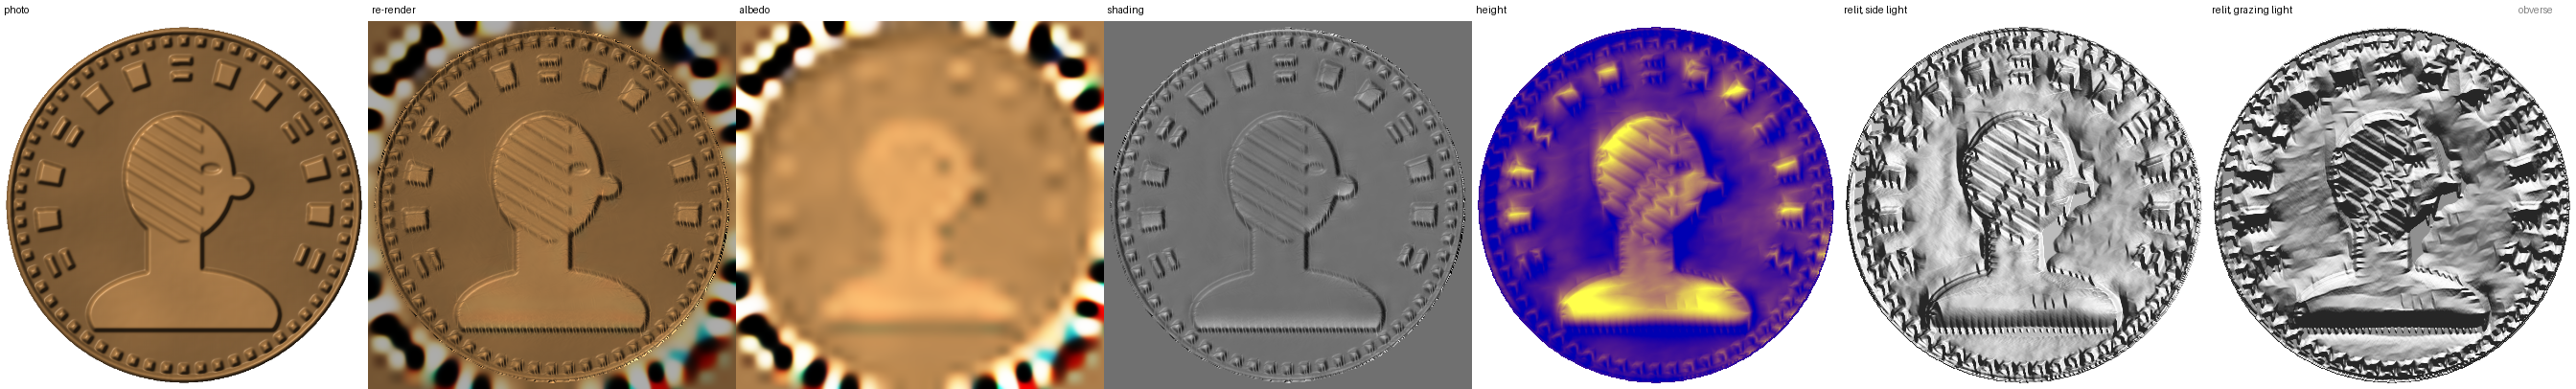 photo
re-render
albedo
shading
height
relit, side light
relit, grazing light
obverse